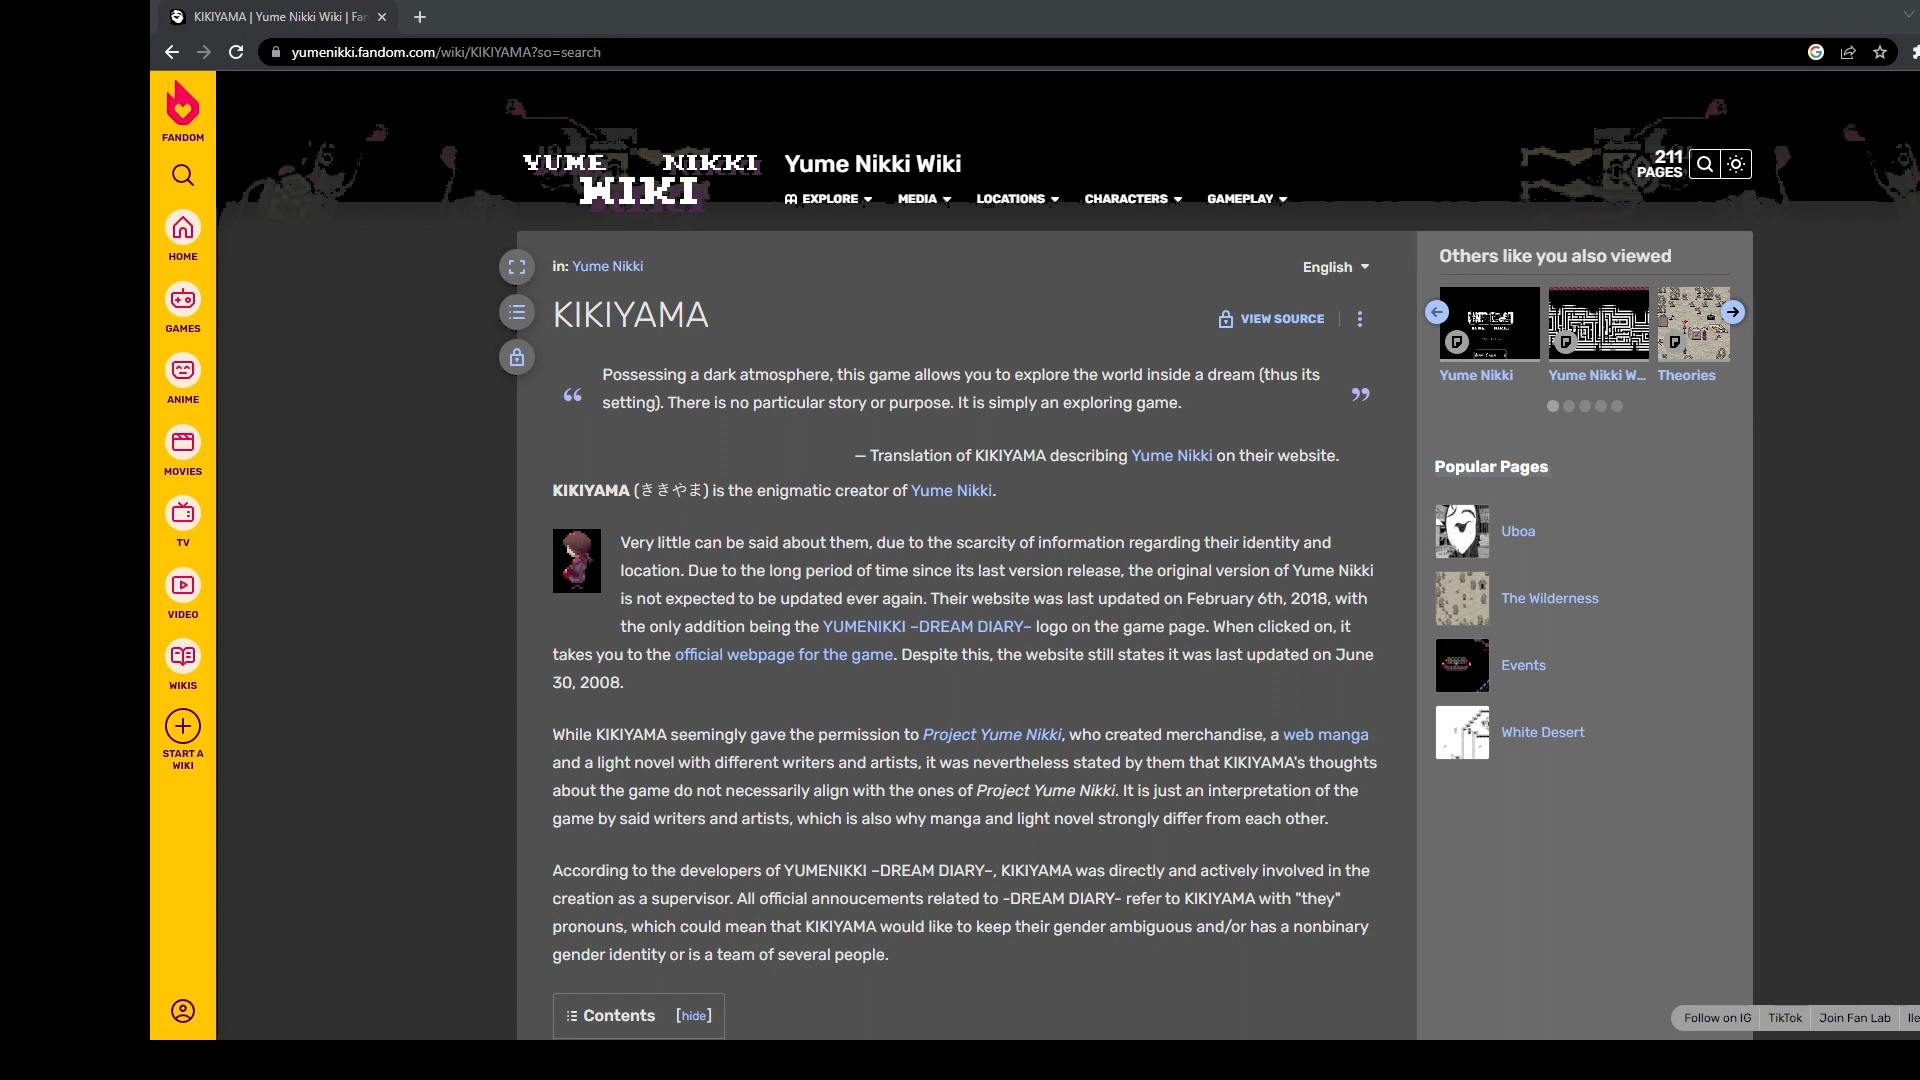 KIKIYAMA | Yume Nikki Wiki | Fan
yumenikki.fandom.com/wiki/KIKIYAMA?so=search
FANDOM
HOME
GAMES
ANIME
MOVIES
TV
VIDEO
WIKIS
START A
WIKI
YUME NIKKI
WIKI
Yume Nikki Wiki
EXPLORE
MEDIA
LOCATIONS
CHARACTERS
GAMEPLAY
211
PAGES
in: Yume Nikki
English
KIKIYAMA
VIEW SOURCE
“ Possessing a dark atmosphere, this game allows you to explore the world inside a dream (thus its
setting). There is no particular story or purpose. It is simply an exploring game. ”
— Translation of KIKIYAMA describing Yume Nikki on their website.
KIKIYAMA (ききやま) is the enigmatic creator of Yume Nikki.
Very little can be said about them, due to the scarcity of information regarding their identity and
location. Due to the long period of time since its last version release, the original version of Yume Nikki
is not expected to be updated ever again. Their website was last updated on February 6th, 2018, with
the only addition being the YUMENIKKI –DREAM DIARY– logo on the game page. When clicked on, it
takes you to the official webpage for the game. Despite this, the website still states it was last updated on June
30, 2008.
While KIKIYAMA seemingly gave the permission to Project Yume Nikki, who created merchandise, a web manga
and a light novel with different writers and artists, it was nevertheless stated by them that KIKIYAMA's thoughts
about the game do not necessarily align with the ones of Project Yume Nikki. It is just an interpretation of the
game by said writers and artists, which is also why manga and light novel strongly differ from each other.
According to the developers of YUMENIKKI –DREAM DIARY–, KIKIYAMA was directly and actively involved in the
creation as a supervisor. All official annoucements related to -DREAM DIARY- refer to KIKIYAMA with "they"
pronouns, which could mean that KIKIYAMA would like to keep their gender ambiguous and/or has a nonbinary
gender identity or is a team of several people.
Contents [hide]
Others like you also viewed
Yume Nikki
Yume Nikki W...
Theories
Popular Pages
Uboa
The Wilderness
Events
White Desert
Follow on IG
TikTok
Join Fan Lab